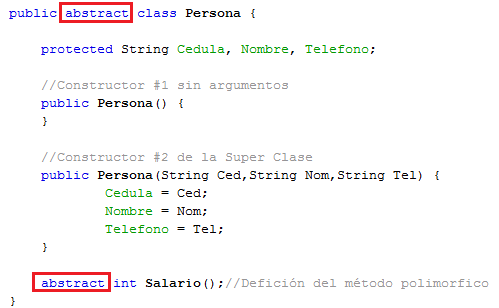 public abstract class Persona {
protected String Cedula, Nombre, Telefono;
//Constructor #1 sin argumentos
public Persona() {
}
//Constructor #2 de la Super Clase
public Persona(String Ced,String Nom,String Tel) {
Cedula = Ced;
Nombre = Nom;
Telefono = Tel;
}
abstract int Salario();//Defición del método polimorfico
}